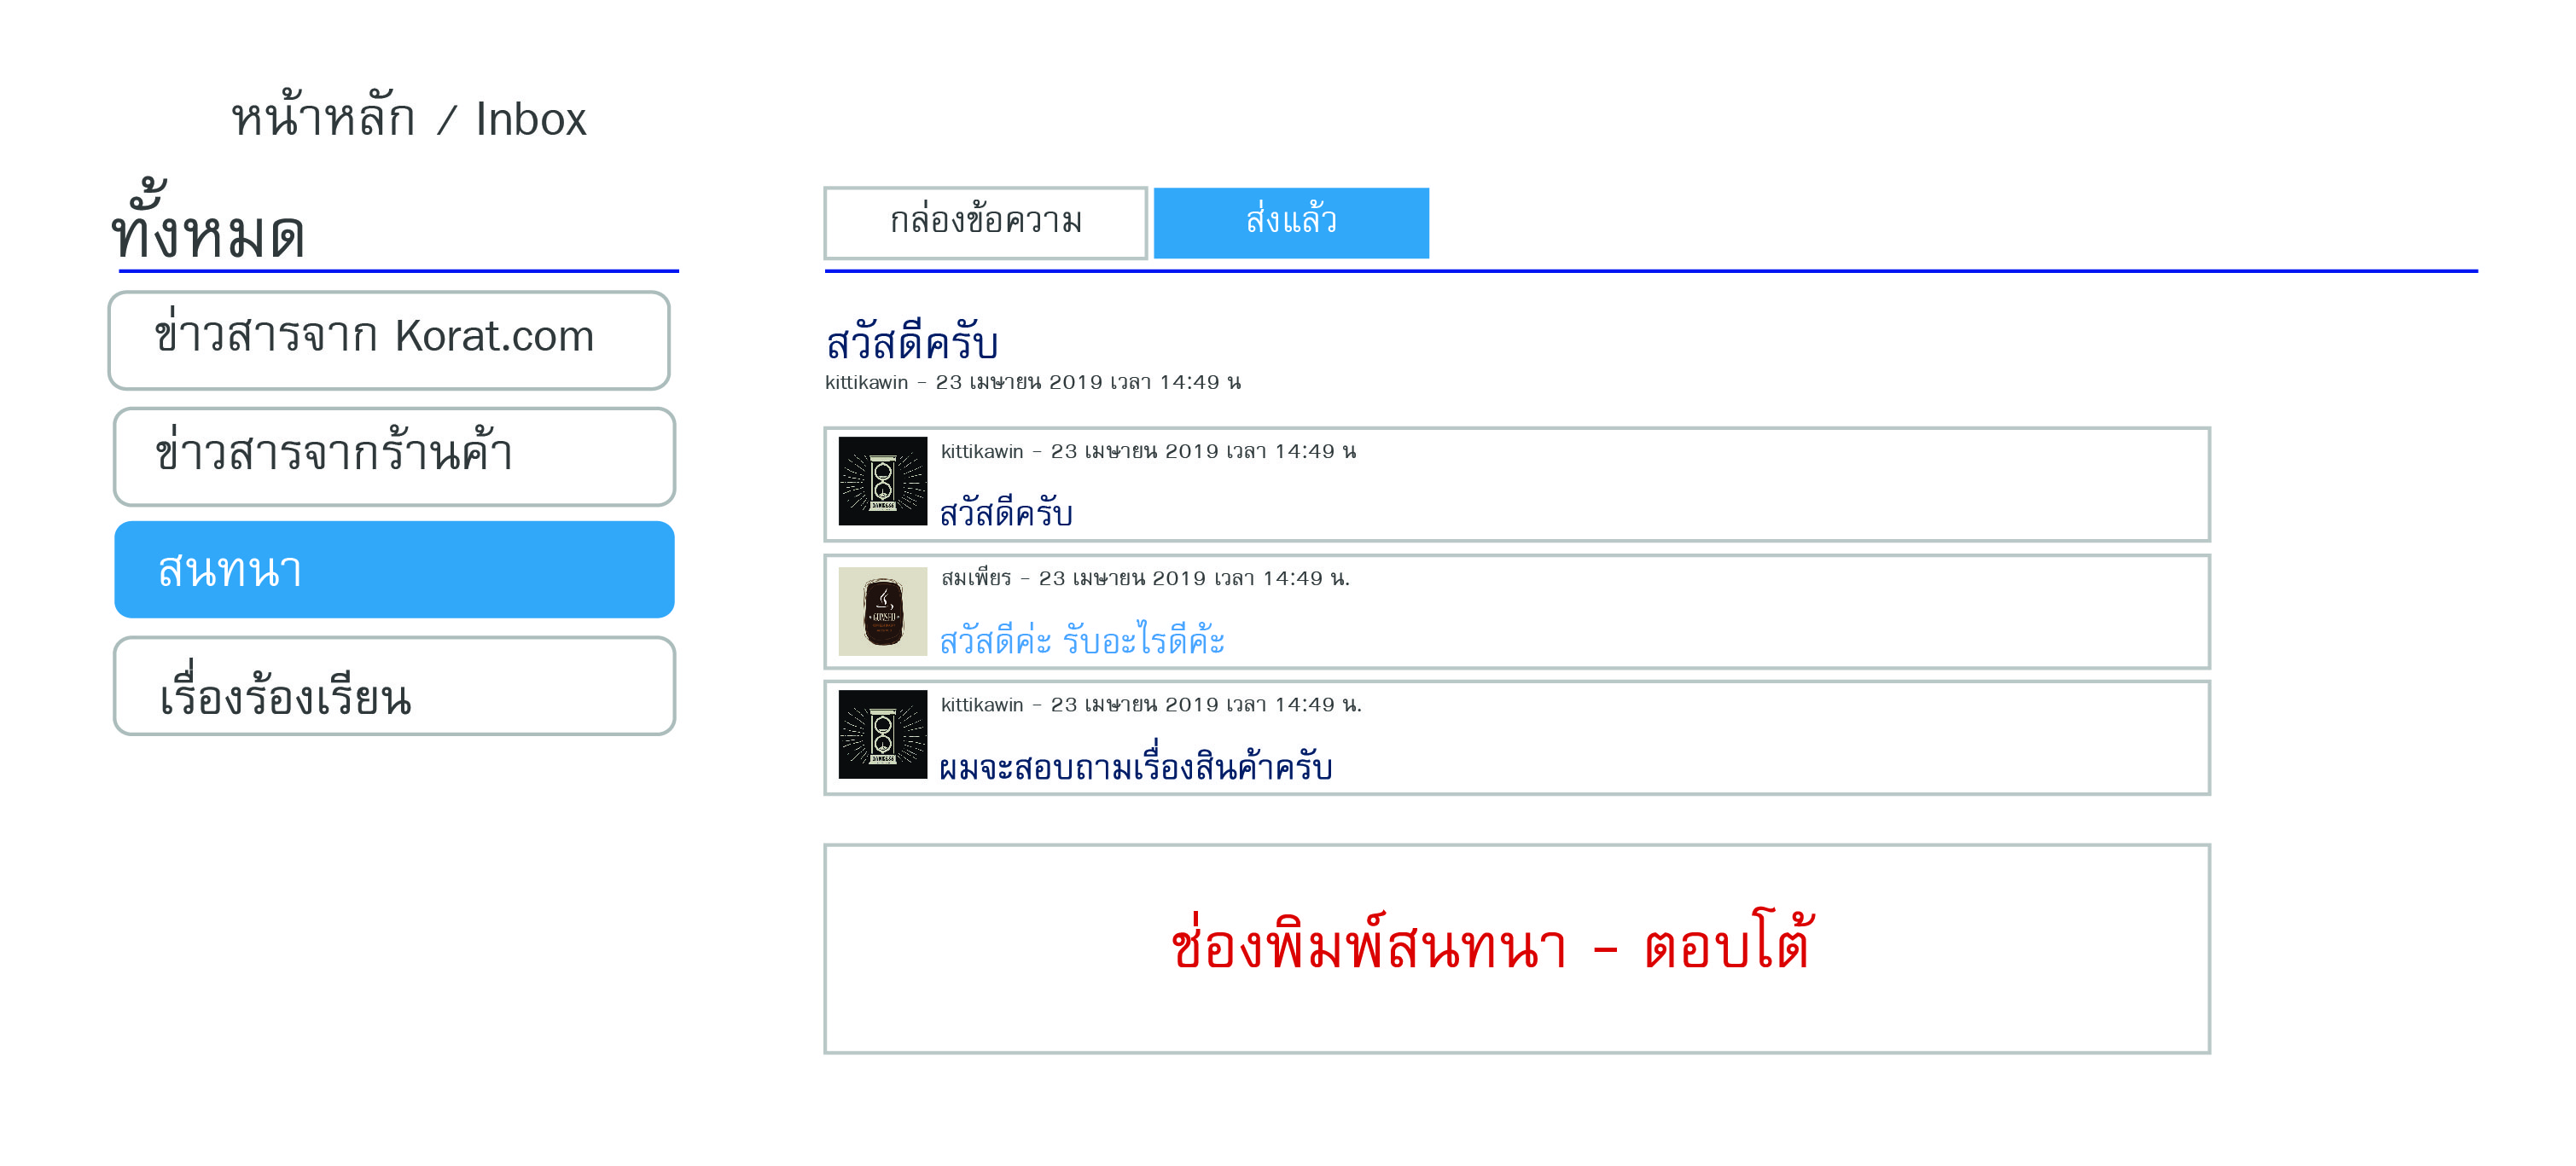 หน้าหลัก / Inbox
ทั้งหมด
ข่าวสารจาก Korat.com
ข่าวสารจากร้านค้า
สนทนา
เรื่องร้องเรียน
กล่องข้อความ
ส่งแล้ว
สวัสดีครับ
kittikawin - 23 เมษายน 2019 เวลา 14:49 น
kittikawin - 23 เมษายน 2019 เวลา 14:49 น
สวัสดีครับ
สมเพียร - 23 เมษายน 2019 เวลา 14:49 น.
สวัสดีค่ะ รับอะไรดีค้ะ
kittikawin - 23 เมษายน 2019 เวลา 14:49 น.
ผมจะสอบถามเรื่องสินค้าครับ
ช่องพิมพ์สนทนา - ตอบโต้